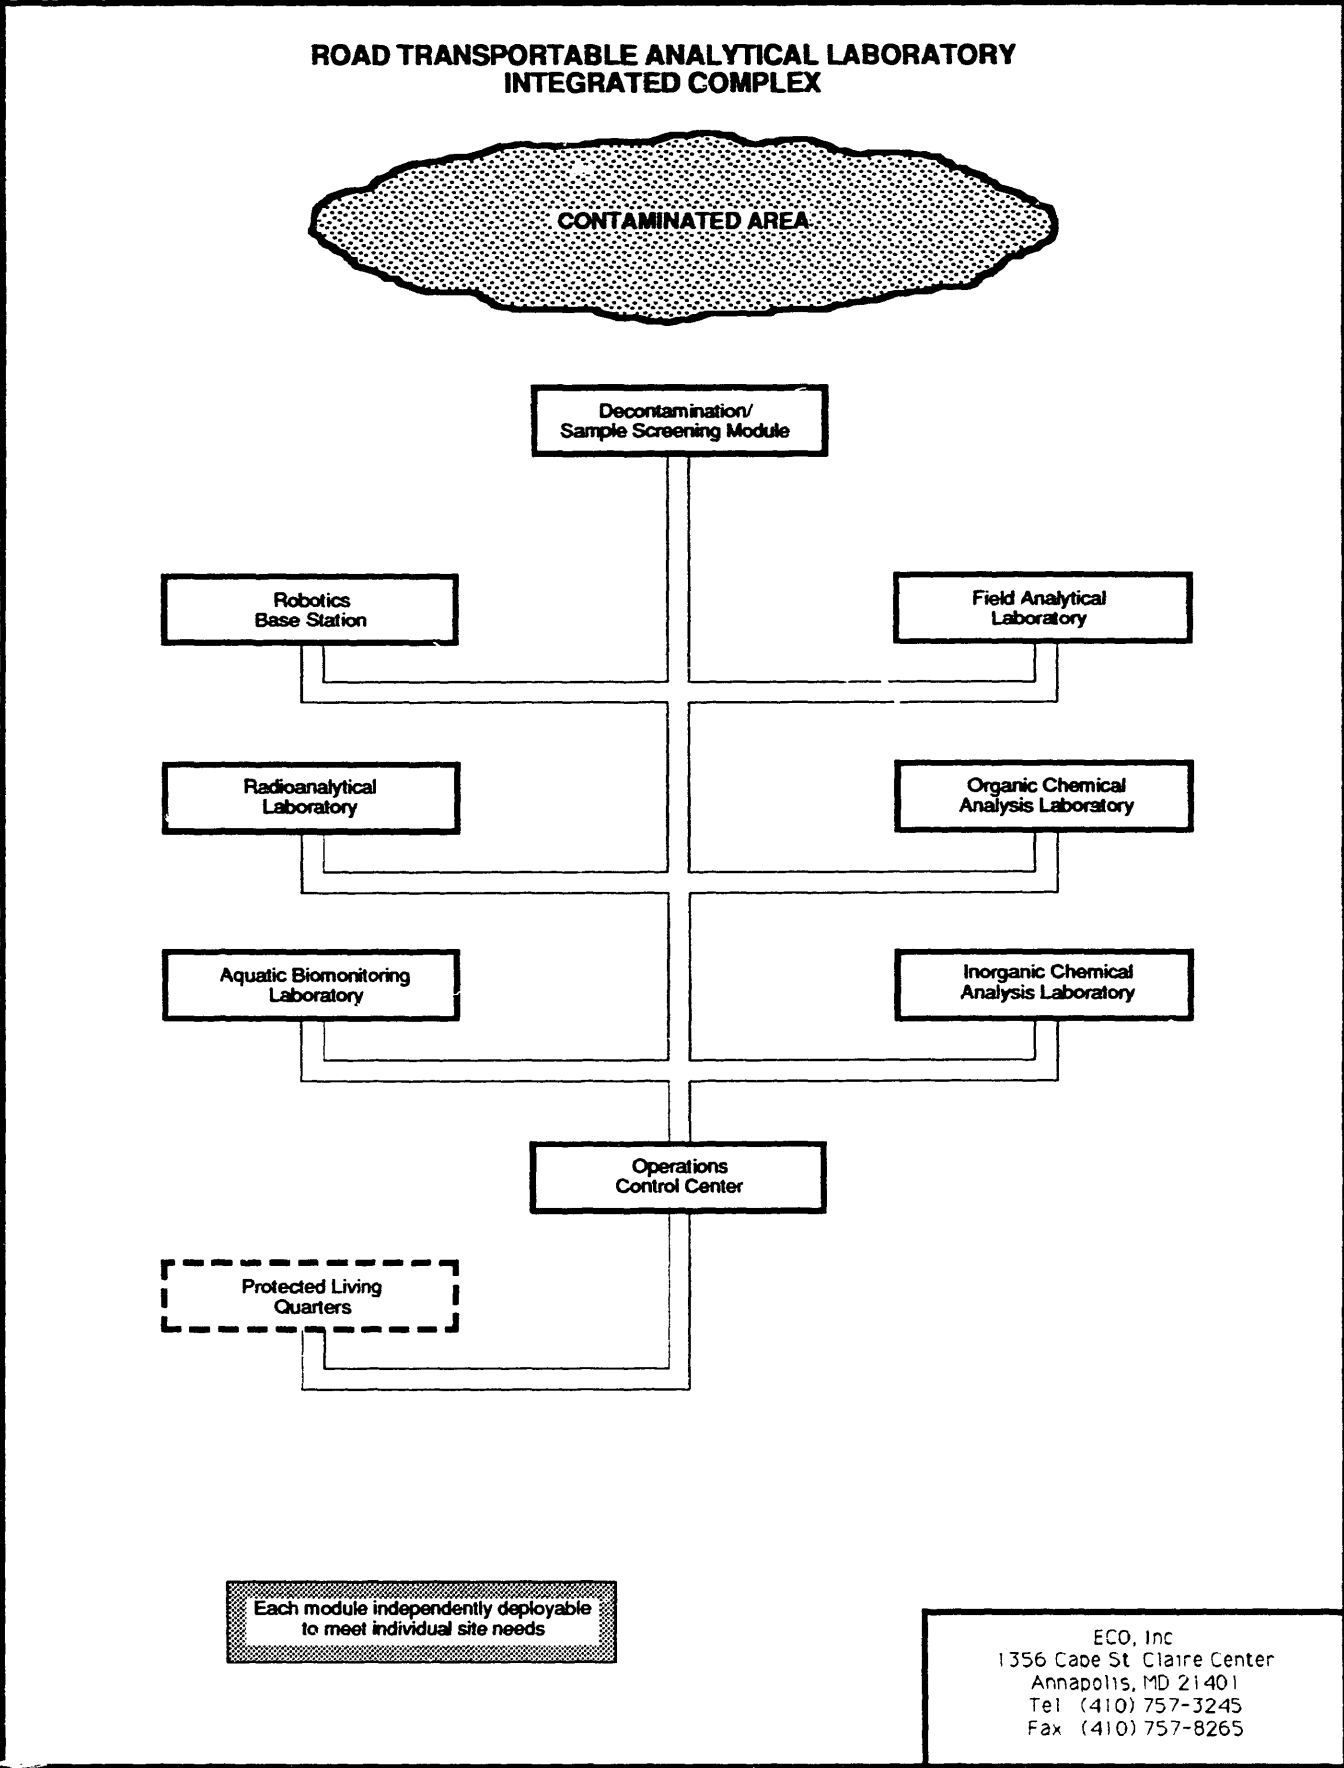 ROAD TRANSPORTABLE ANALYTICAL LABORATORY
INTEGRATED COMPLEX
CONTAMINATED AREA
Decontamination/
Sample Screening Module
Robotics
Base Station
Field Analytical
Laboratory
Radioanalytical
Laboratory
Organic Chemical
Analysis Laboratory
Aquatic Biomonitoring
Laboratory
Inorganic Chemical
Analysis Laboratory
Operations
Control Center
Protected Living
Quarters
Each module independently deployable
to meet individual site needs
ECO, Inc
1356 Cape St Claire Center
Annapolis, MD 21401
Tel (410) 757-3245
Fax (410) 757-8265